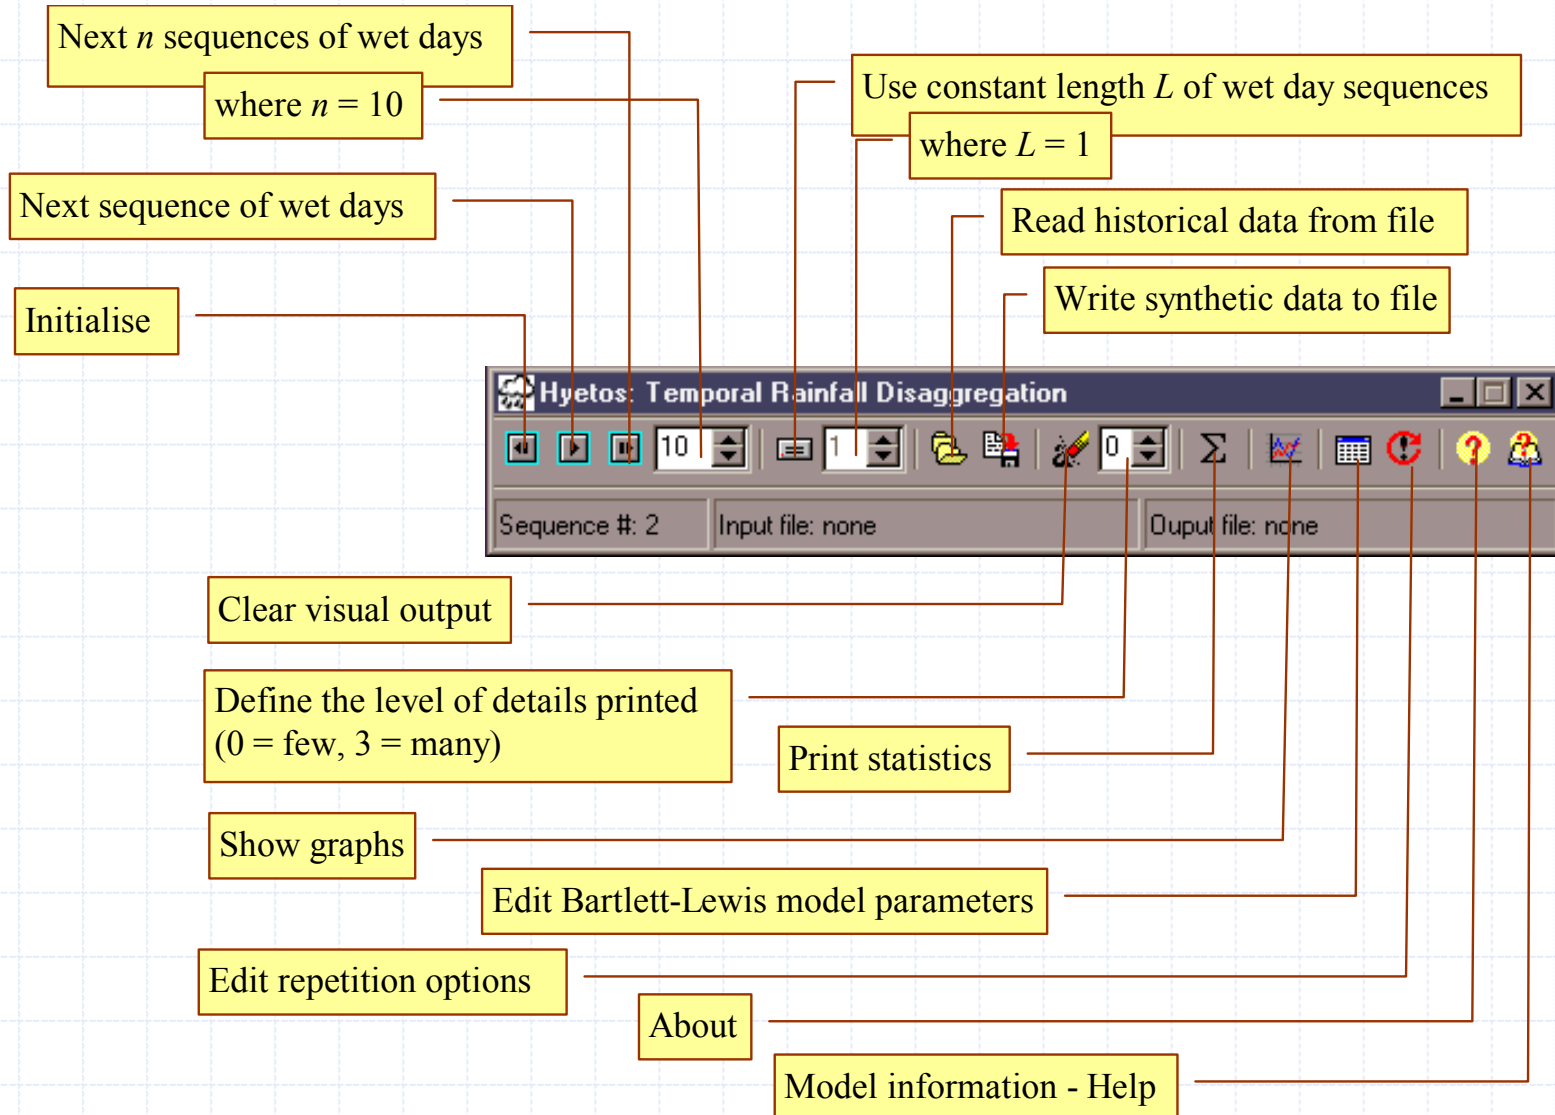 Next n sequences of wet days
where n = 10
Use constant length L of wet day sequences
where L = 1
Next sequence of wet days
Read historical data from file
Write synthetic data to file
Initialise
Hyetos: Temporal Rainfall Disaggregation
10
1
0
Σ
Sequence #: 2
Input file: none
Ouput file: none
Clear visual output
Define the level of details printed
(0 = few, 3 = many)
Print statistics
Show graphs
Edit Bartlett-Lewis model parameters
Edit repetition options
About
Model information - Help